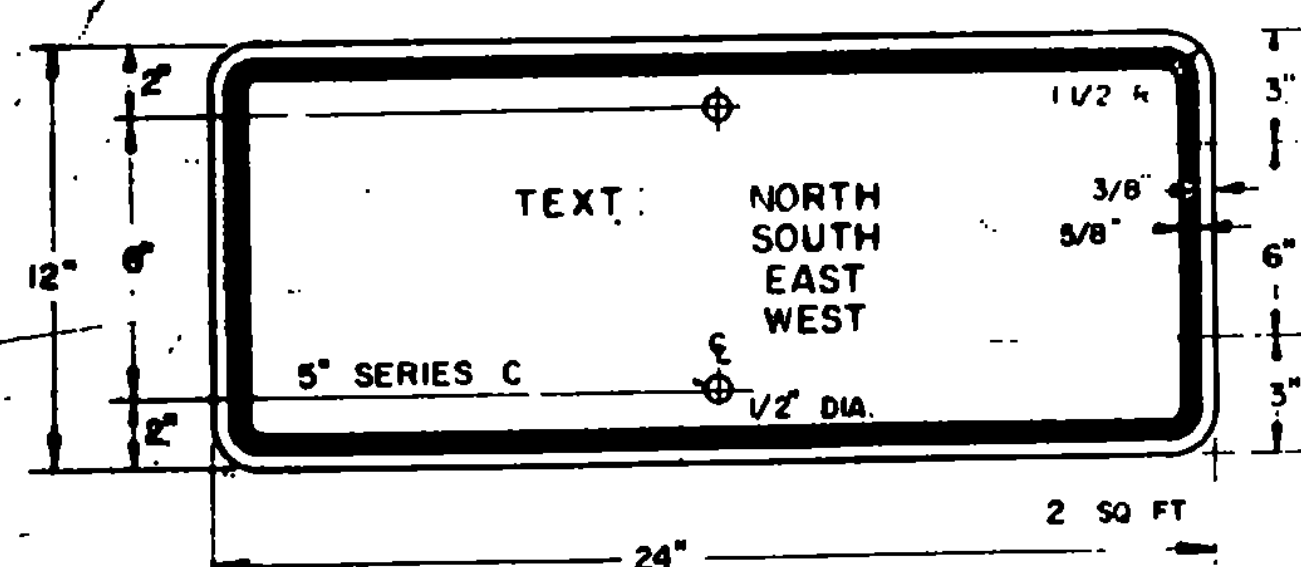 2"
1 1/2
3"
TEXT:
NORTH
3/8"
SOUTH
5/8"
12"
EAST
6"
WEST
℄
5" SERIES C
1/2" DIA.
3"
2"
2 SQ FT
24"